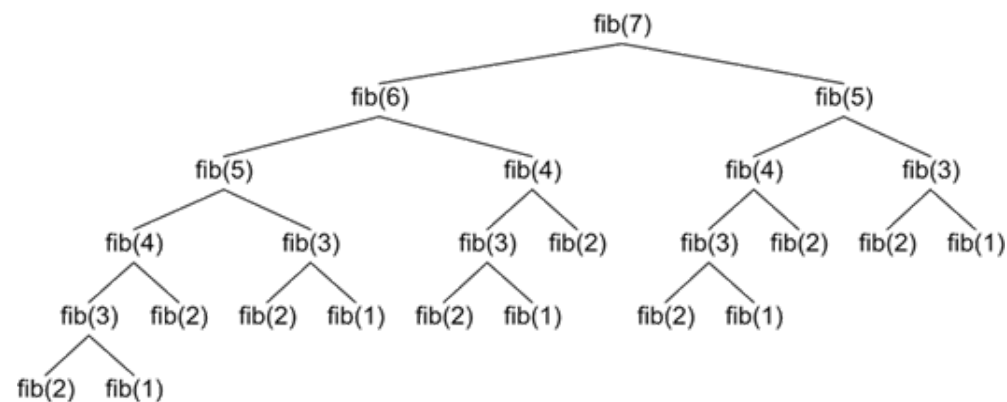 fib(7)
fib(6) fib(5)
fib(5) fib(4) fib(4) fib(3)
fib(4) fib(3) fib(3) fib(2) fib(3) fib(2) fib(2) fib(1)
fib(3) fib(2) fib(2) fib(1) fib(2) fib(1) fib(2) fib(1)
fib(2) fib(1)